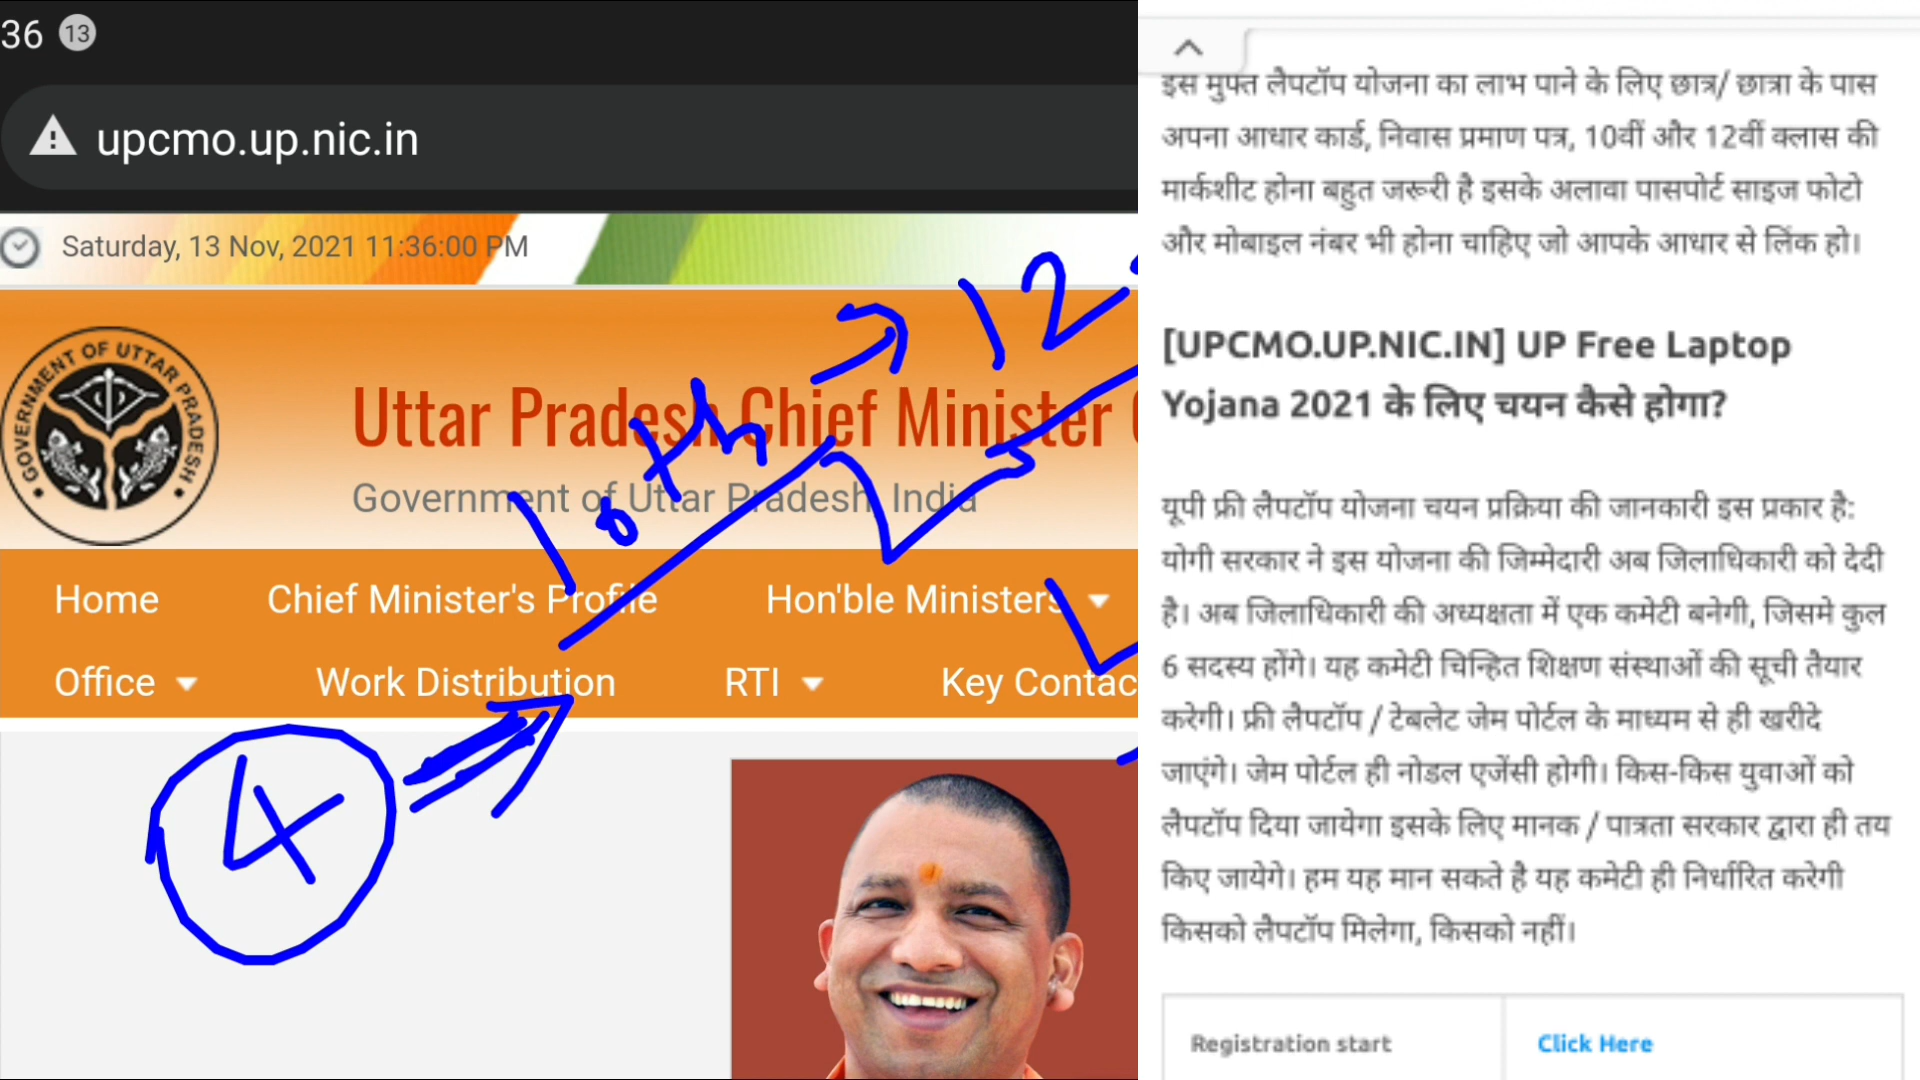 36 13
upcmo.up.nic.in
Saturday, 13 Nov, 2021 11:36:00 PM
GOVERNMENT OF UTTAR PRADESH
Uttar Pradesh Chief Minister
Government of Uttar Pradesh, India
10th 12
Home Chief Minister's Profile Hon'ble Ministers
Office Work Distribution RTI Key Contac
4
इस मुफ्त लैपटॉप योजना का लाभ पाने के लिए छात्र/ छात्रा के पास
अपना आधार कार्ड, निवास प्रमाण पत्र, 10वीं और 12वीं क्लास की
मार्कशीट होना बहुत जरूरी है इसके अलावा पासपोर्ट साइज फोटो
और मोबाइल नंबर भी होना चाहिए जो आपके आधार से लिंक हो।
[UPCMO.UP.NIC.IN] UP Free Laptop
Yojana 2021 के लिए चयन कैसे होगा?
यूपी फ्री लैपटॉप योजना चयन प्रक्रिया की जानकारी इस प्रकार है:
योगी सरकार ने इस योजना की जिम्मेदारी अब जिलाधिकारी को देदी
है। अब जिलाधिकारी की अध्यक्षता में एक कमेटी बनेगी, जिसमे कुल
6 सदस्य होंगे। यह कमेटी चिन्हित शिक्षण संस्थाओं की सूची तैयार
करेगी। फ्री लैपटॉप / टेबलेट जेम पोर्टल के माध्यम से ही खरीदे
जाएंगे। जेम पोर्टल ही नोडल एजेंसी होगी। किस-किस युवाओं को
लैपटॉप दिया जायेगा इसके लिए मानक / पात्रता सरकार द्वारा ही तय
किए जायेगे। हम यह मान सकते है यह कमेटी ही निर्धारित करेगी
किसको लैपटॉप मिलेगा, किसको नहीं।
Registration start Click Here